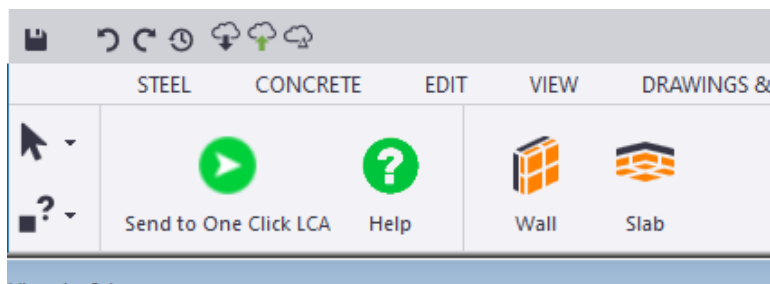 STEEL CONCRETE EDIT VIEW DRAWINGS &
Send to One Click LCA Help Wall Slab